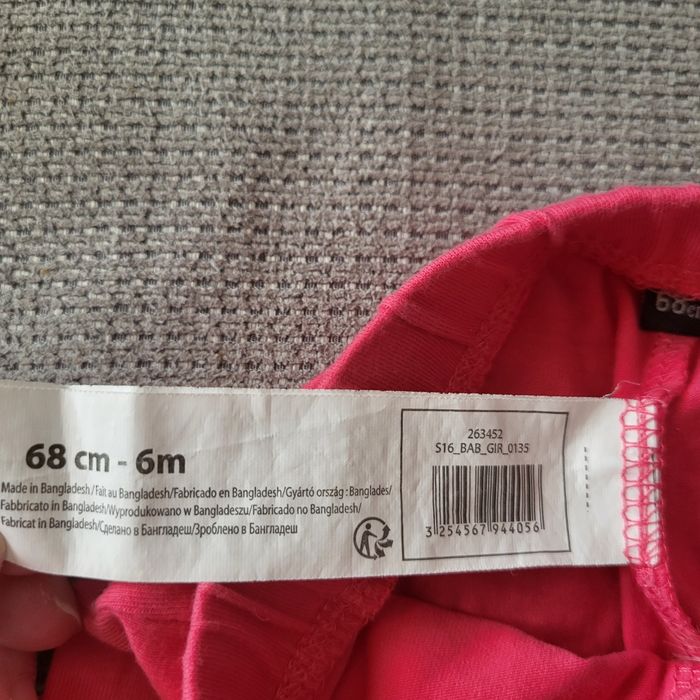 68 cm - 6m
Made in Bangladesh/Fait au Bangladesh/Fabricado en Bangladesh/Gyártó ország : Banglades/
Fabbricato in Bangladesh/Wyprodukowano w Bangladeszu/Fabricado no Bangladesh/
Fabricat in Bangladesh/Сделано в Бангладеш/Зроблено в Бангладеш
263452
S16_BAB_GIR_0135
3 254567 944056